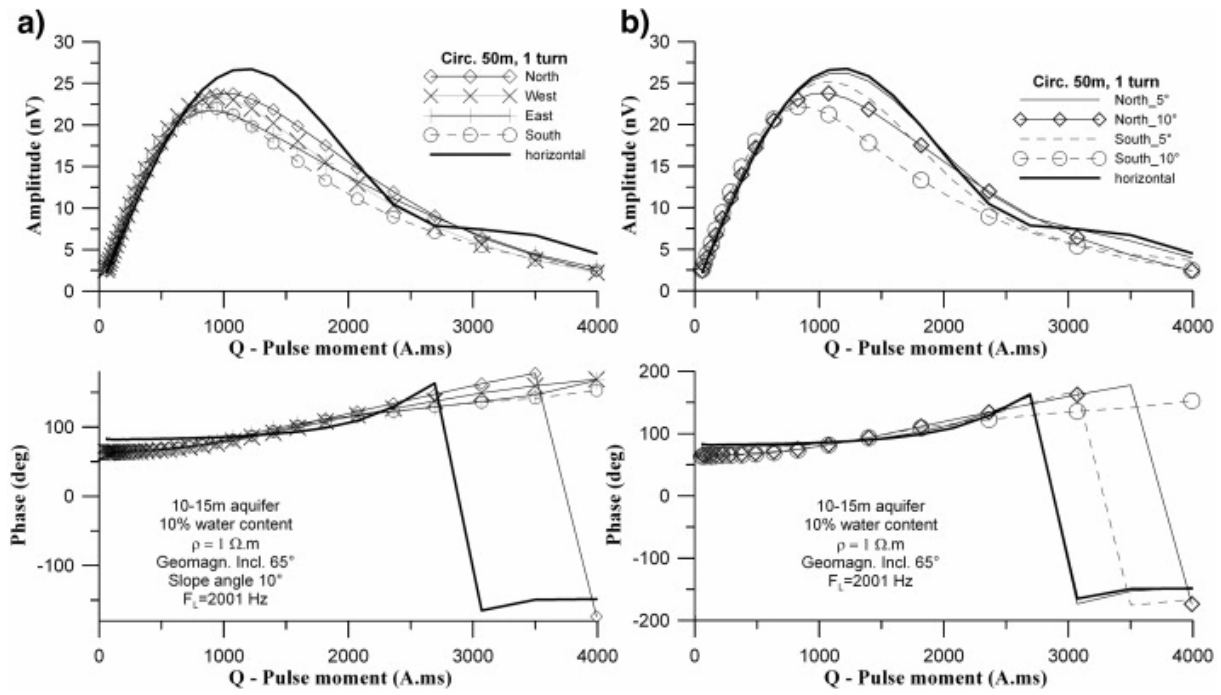 a)
30
25
20
15
10
5
0
Amplitude (nV)
Circ. 50m, 1 turn
North
West
East
South
horizontal
0 1000 2000 3000 4000
Q - Pulse moment (A.ms)
100
0
-100
Phase (deg)
10-15m aquifer
10% water content
ρ = 1 Ω.m
Geomagn. Incl. 65°
Slope angle 10°
F_L=2001 Hz
0 1000 2000 3000 4000
Q - Pulse moment (A.ms)
b)
30
25
20
15
10
5
0
Amplitude (nV)
Circ. 50m, 1 turn
North_5°
North_10°
South_5°
South_10°
horizontal
0 1000 2000 3000 4000
Q - Pulse moment (A.ms)
200
100
0
-100
-200
Phase (deg)
10-15m aquifer
10% water content
ρ = 1 Ω.m
Geomagn. Incl. 65°
F_L=2001 Hz
0 1000 2000 3000 4000
Q - Pulse moment (A.ms)